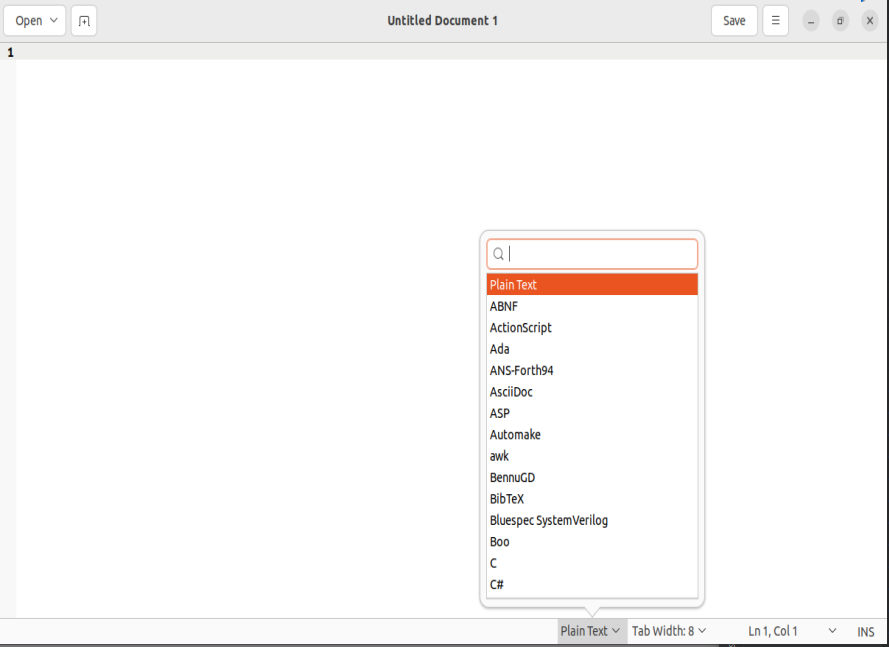 Open Untitled Document 1 Save
1
Plain Text
ABNF
ActionScript
Ada
ANS-Forth94
AsciiDoc
ASP
Automake
awk
BennuGD
BibTeX
Bluespec SystemVerilog
Boo
C
C#
Plain Text Tab Width: 8 Ln 1, Col 1 INS